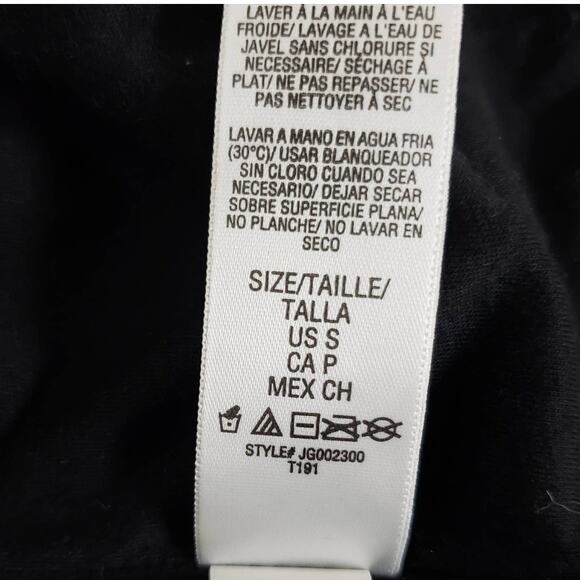 LAVER À LA MAIN À L'EAU
FROIDE/ LAVAGE A L'EAU DE
JAVEL SANS CHLORURE ŞI
NECESSAIRE/ SÉCHAGE À
PLAT/ NE PAS REPASSER/ NE
PAS NETTOYER À SEC
LAVAR A MANO EN AGUA FRIA
(30°C)/ USAR BLANQUEADOR
SIN CLORO CUANDO SEA
NECESARIO/ DEJAR SECAR
SOBRE SUPERFICIE PLANA/
NO PLANCHE/ NO LAVAR EN
SECO
SIZE/TAILLE/
TALLA
US S
CA P
MEX CH
STYLE# JG002300
T191